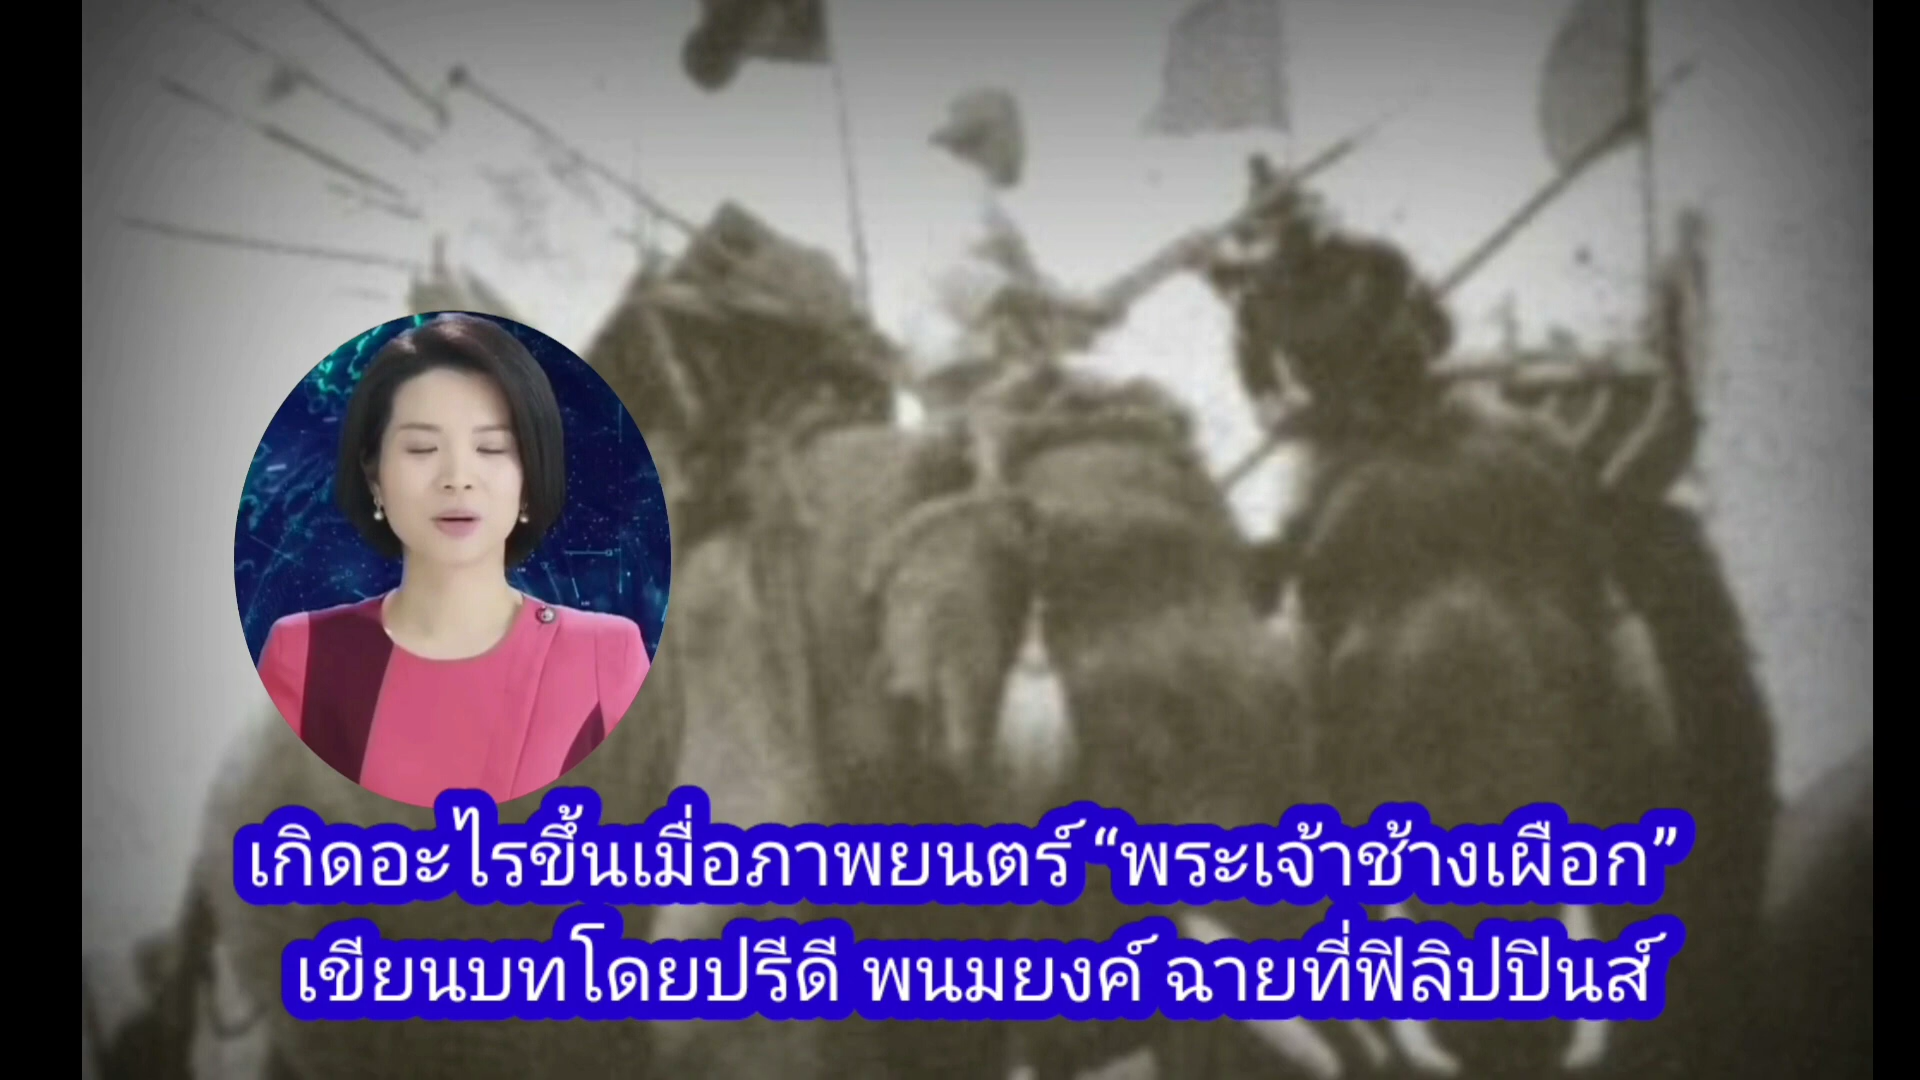 เกิดอะไรขึ้นเมื่อภาพยนตร์ “พระเจ้าช้างเผือก”
เขียนบทโดยปรีดี พนมยงค์ ฉายที่ฟิลิปปินส์